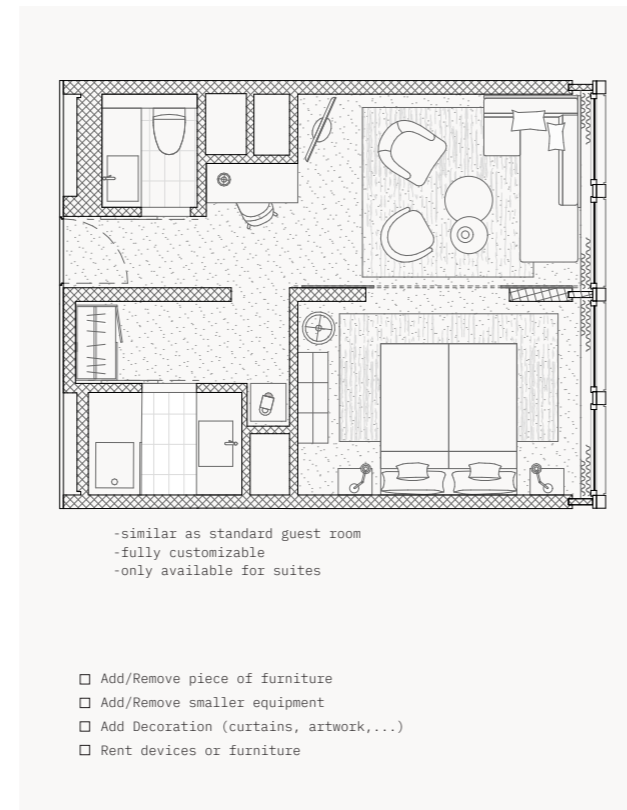 -similar as standard guest room
-fully customizable
-only available for suites
Add/Remove piece of furniture
Add/Remove smaller equipment
Add Decoration (curtains, artwork,...)
Rent devices or furniture